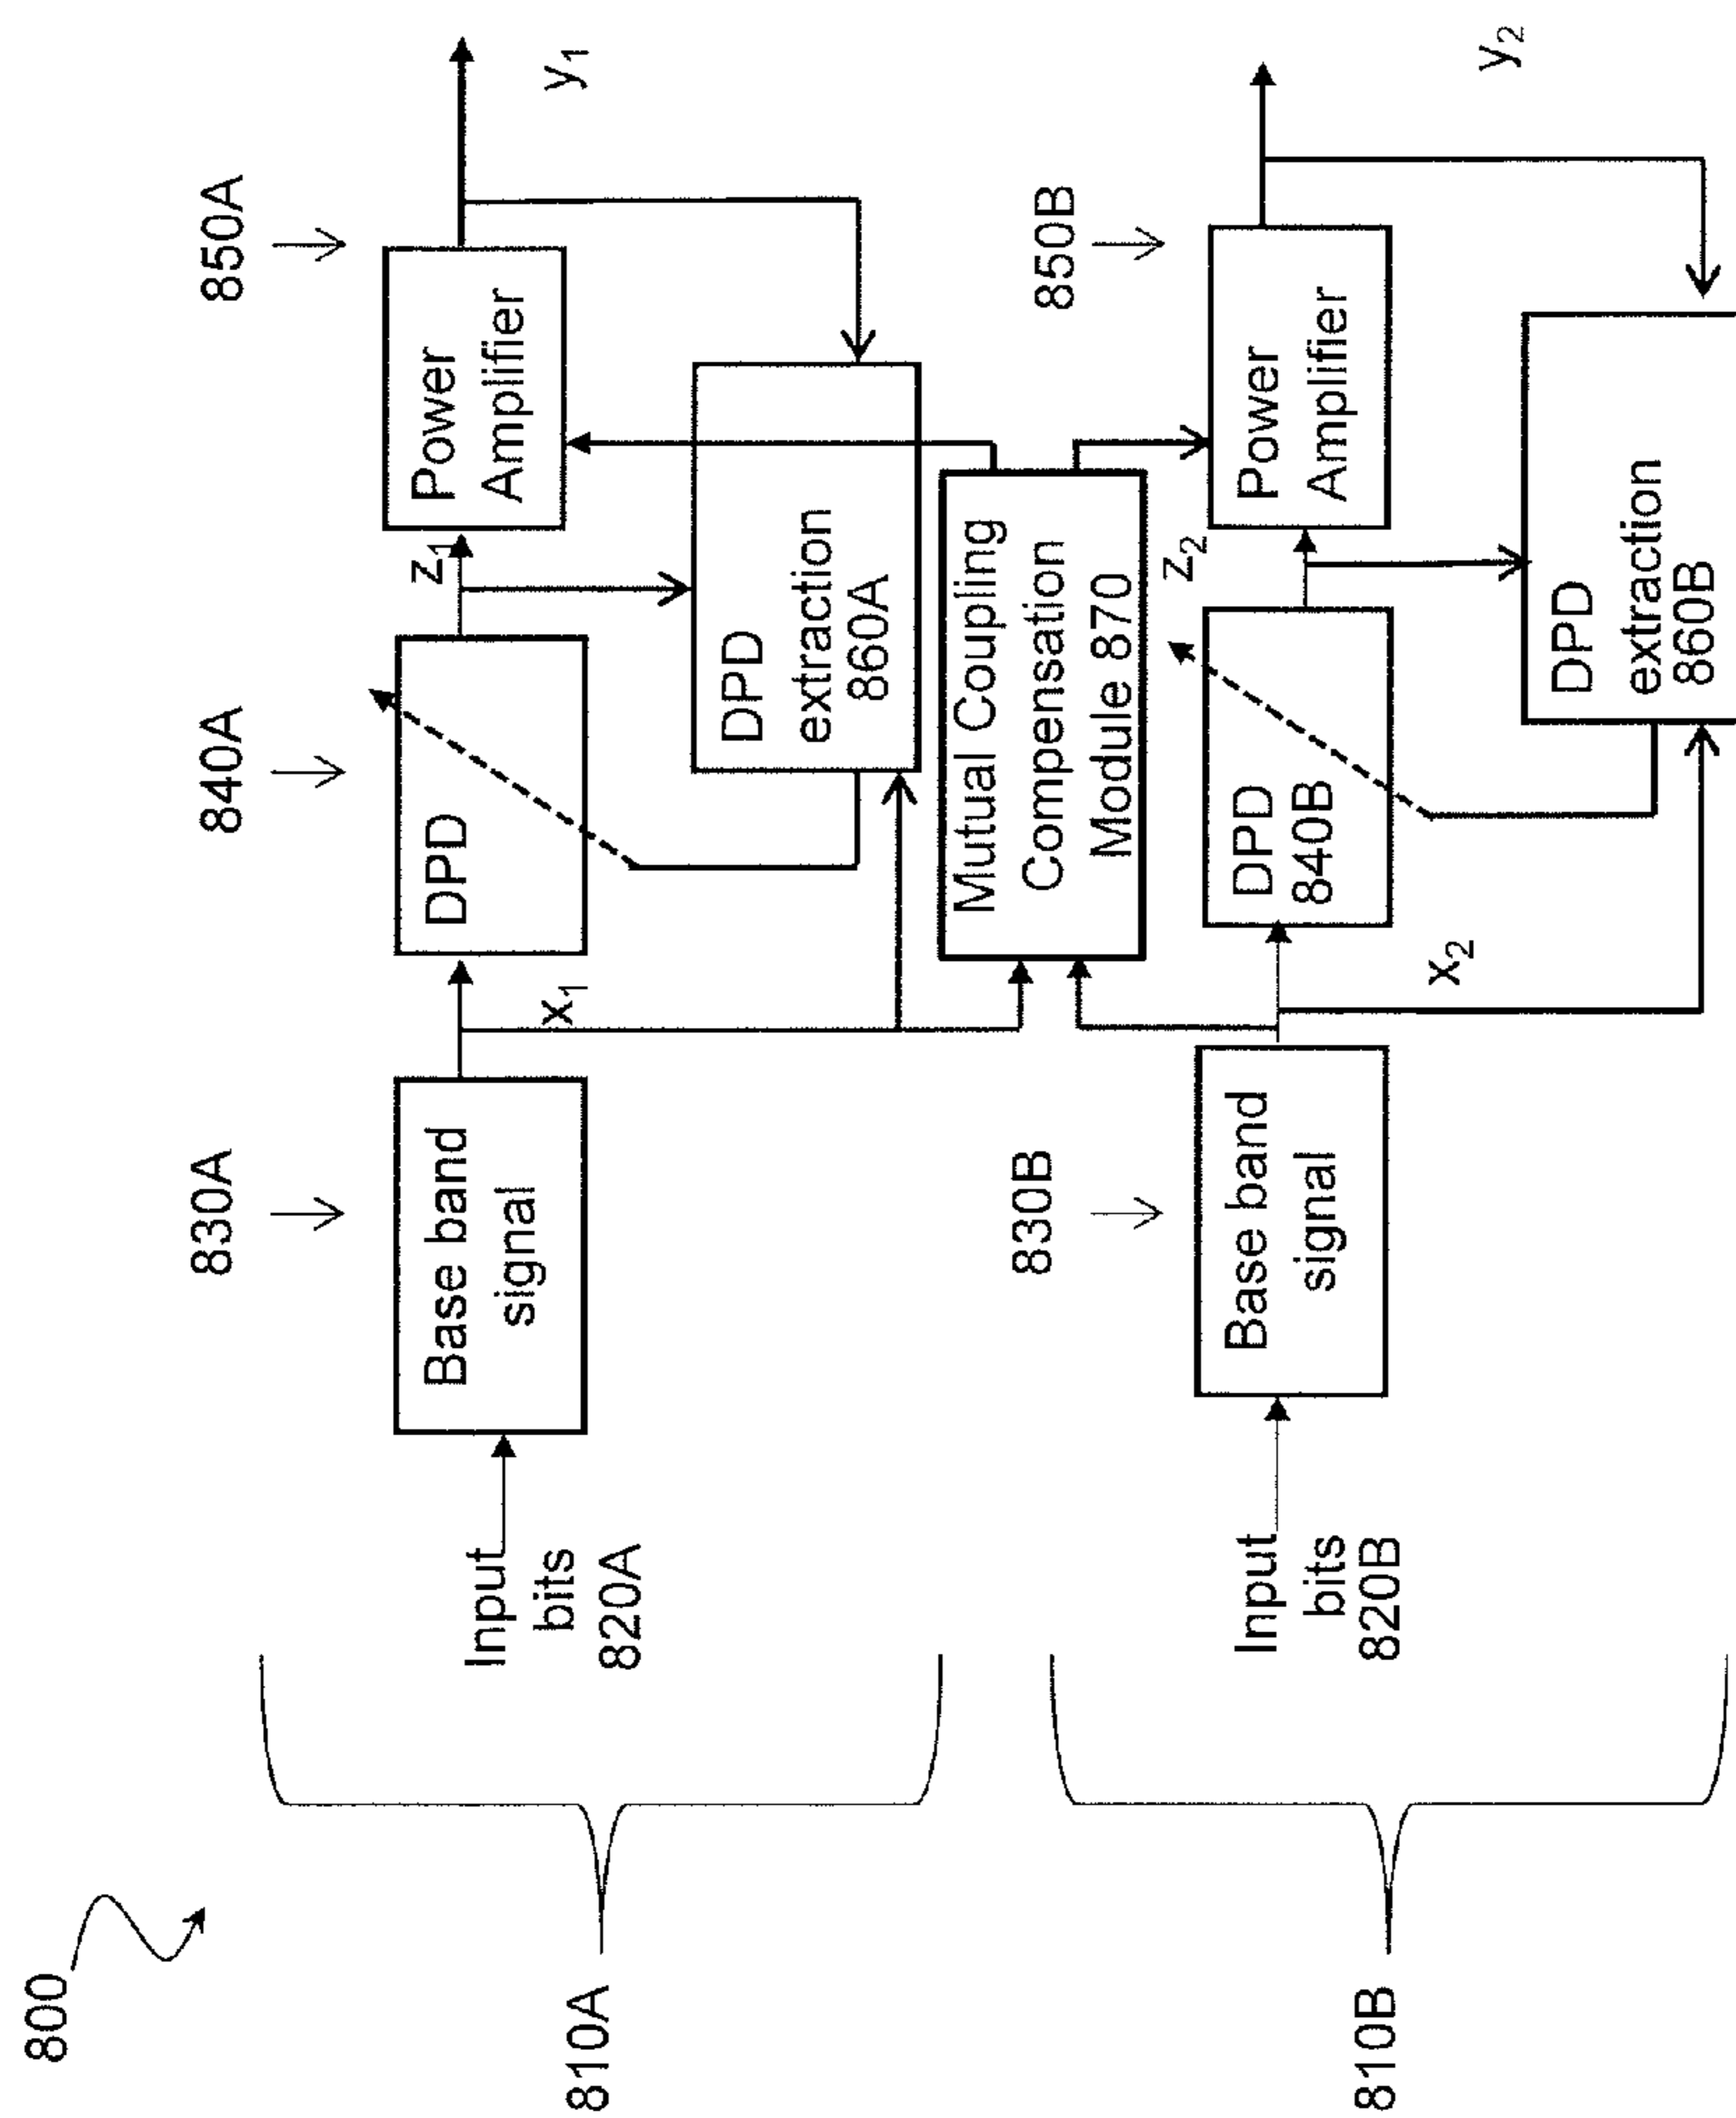 800
810A
Input
bits
820A
830A
Base band
signal
x1
840A
DPD
z1
850A
Power
Amplifier
y1
DPD
extraction
860A
Mutual Coupling
Compensation
Module 870
810B
Input
bits
820B
830B
Base band
signal
x2
DPD
840B
z2
850B
Power
Amplifier
y2
DPD
extraction
860B